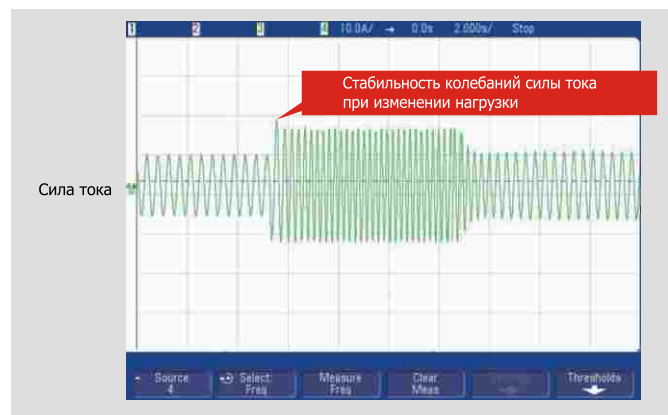 1 2 3 4 10.0A/ 0.0s 2.000s/ Stop
Стабильность колебаний силы тока
при изменении нагрузки
Сила тока
Source Select Measure Clear Thresholds
4 Freq Freq Meas